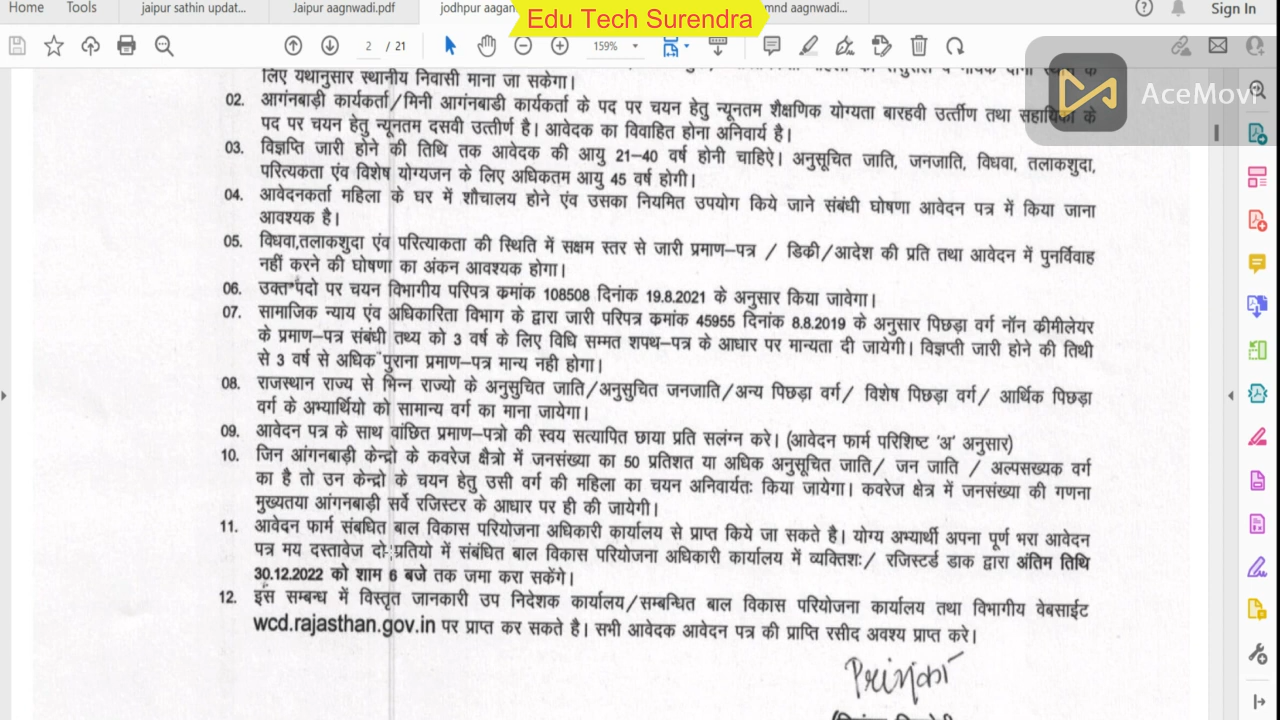 Home Tools jaipur sathin updat... Jaipur aagnwadi.pdf jodhpur aagan mnd aagnwadi... Sign In
Edu Tech Surendra
2 / 21 159%
AceMovi
लिए यथानुसार स्थानीय निवासी माना जा सकेगा।
02. आगंनबाड़ी कार्यकर्ता/मिनी आगंनबाडी कार्यकर्ता के पद पर चयन हेतु न्यूनतम शैक्षणिक योग्यता बारहवी उर्त्तीण तथा सहायिका के
पद पर चयन हेतु न्यूनतम दसवी उत्तीर्ण है। आवेदक का विवाहित होना अनिवार्य है।
03. विज्ञप्ति जारी होने की तिथि तक आवेदक की आयु 21–40 वर्ष होनी चाहिऐ। अनुसूचित जाति, जनजाति, विधवा, तलाकशुदा,
परित्यकता एंव विशेष योग्यजन के लिए अधिकतम आयु 45 वर्ष होगी।
04. आवेदनकर्ता महिला के घर में शौचालय होने एंव उसका नियमित उपयोग किये जाने संबंधी घोषणा आवेदन पत्र में किया जाना
आवश्यक है।
05. विधवा,तलाकशुदा एंव परित्याकता की स्थिति में सक्षम स्तर से जारी प्रमाण–पत्र / डिकी/आदेश की प्रति तथा आवेदन में पुनर्विवाह
नहीं करने की घोषणा का अंकन आवश्यक होगा।
06. उक्त पदो पर चयन विभागीय परिपत्र कमांक 108508 दिनांक 19.8.2021 के अनुसार किया जावेगा।
07. सामाजिक न्याय एंव अधिकारिता विभाग के द्वारा जारी परिपत्र कमांक 45955 दिनांक 8.8.2019 के अनुसार पिछड़ा वर्ग नॉन कीमीलेयर
के प्रमाण–पत्र संबंधी तथ्य को 3 वर्ष के लिए विधि सम्मत शपथ–पत्र के आधार पर मान्यता दी जायेगी। विज्ञप्ती जारी होने की तिथी
से 3 वर्ष से अधिक पुराना प्रमाण–पत्र मान्य नही होगा।
08. राजस्थान राज्य से भिन्न राज्यो के अनुसुचित जाति/अनुसुचित जनजाति/अन्य पिछड़ा वर्ग/ विशेष पिछड़ा वर्ग/ आर्थिक पिछड़ा
वर्ग के अभ्यार्थियो को सामान्य वर्ग का माना जायेगा।
09. आवेदन पत्र के साथ वांछित प्रमाण–पत्रो की स्वय सत्यापित छाया प्रति सलंग्न करे। (आवेदन फार्म परिशिष्ट 'अ' अनुसार)
10. जिन आंगनबाड़ी केन्द्रो के कवरेज क्षैत्रो में जनसंख्या का 50 प्रतिशत या अधिक अनुसूचित जाति/ जन जाति / अल्पसख्यक वर्ग
का है तो उन केन्द्रो के चयन हेतु उसी वर्ग की महिला का चयन अनिवार्यतः किया जायेगा। कवरेज क्षेत्र में जनसंख्या की गणना
मुख्यतया आंगनबाड़ी सर्वे रजिस्टर के आधार पर ही की जायेगी।
11. आवेदन फार्म संबधित बाल विकास परियोजना अधिकारी कार्यालय से प्राप्त किये जा सकते है। योग्य अभ्यार्थी अपना पूर्ण भरा आवेदन
पत्र मय दस्तावेज दो प्रतियो में संबंधित बाल विकास परियोजना अधिकारी कार्यालय में व्यक्तिशः/ रजिस्टर्ड डाक द्वारा अंतिम तिथि
30.12.2022 को शाम 6 बजे तक जमा करा सकेंगे।
12. इस सम्बन्ध में विस्तृत जानकारी उप निदेशक कार्यालय/सम्बन्धित बाल विकास परियोजना कार्यालय तथा विभागीय वेबसाईट
wcd.rajasthan.gov.in पर प्राप्त कर सकते है। सभी आवेदक आवेदन पत्र की प्राप्ति रसीद अवश्य प्राप्त करे।